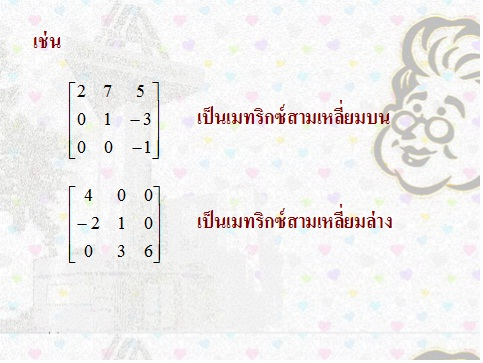 เช่น
2 7 5
0 1 -3 เป็นเมทริกซ์สามเหลี่ยมบน
0 0 -1
4 0 0
-2 1 0 เป็นเมทริกซ์สามเหลี่ยมล่าง
0 3 6